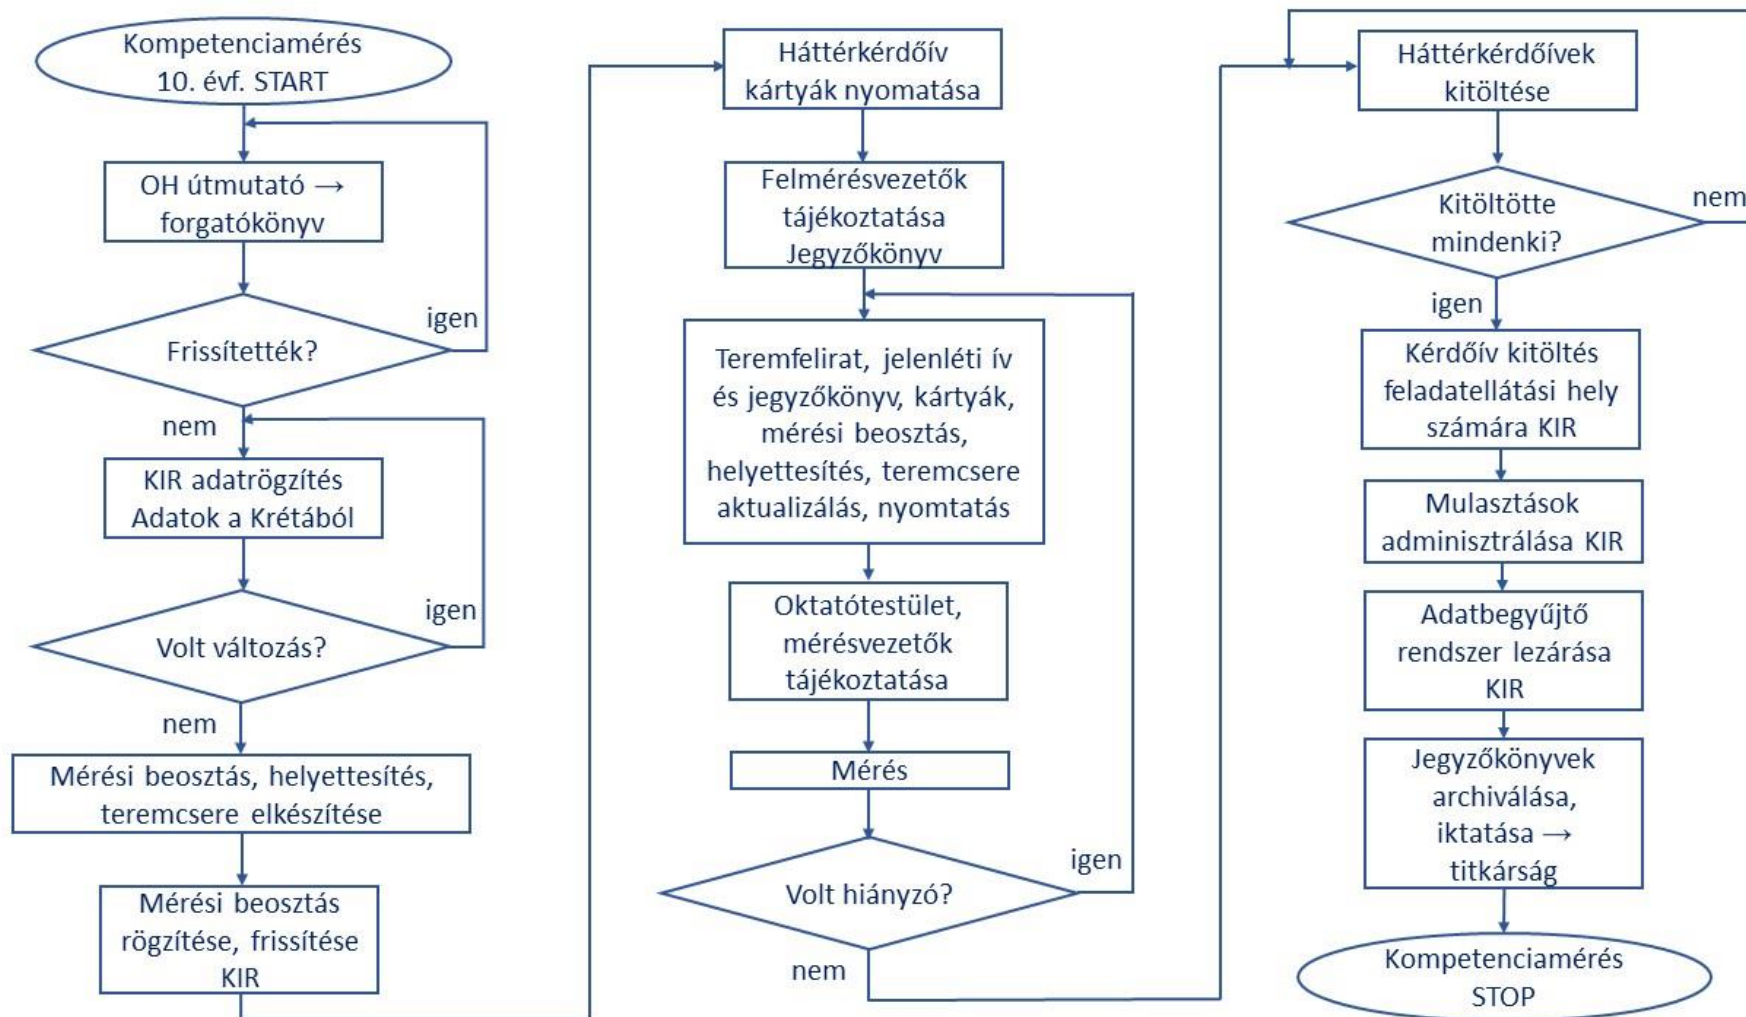 Kompetenciamérés
10. évf. START
OH útmutató →
forgatókönyv
igen
Frissítették?
nem
KIR adatrögzítés
Adatok a Krétából
igen
Volt változás?
nem
Mérési beosztás, helyettesítés,
teremcsere elkészítése
Mérési beosztás
rögzítése, frissítése
KIR
Háttérkérdőív
kártyák nyomatása
Felmérésvezetők
tájékoztatása
Jegyzőkönyv
Teremfelirat, jelenléti ív
és jegyzőkönyv, kártyák,
mérési beosztás,
helyettesítés, teremcsere
aktualizálás, nyomtatás
Oktatótestület,
mérésvezetők
tájékoztatása
Mérés
igen
Volt hiányzó?
nem
Háttérkérdőívek
kitöltése
nem
Kitöltötte
mindenki?
igen
Kérdőív kitöltés
feladatellátási hely
számára KIR
Mulasztások
adminisztrálása KIR
Adatbegyűjtő
rendszer lezárása
KIR
Jegyzőkönyvek
archiválása,
iktatása →
titkárság
Kompetenciamérés
STOP